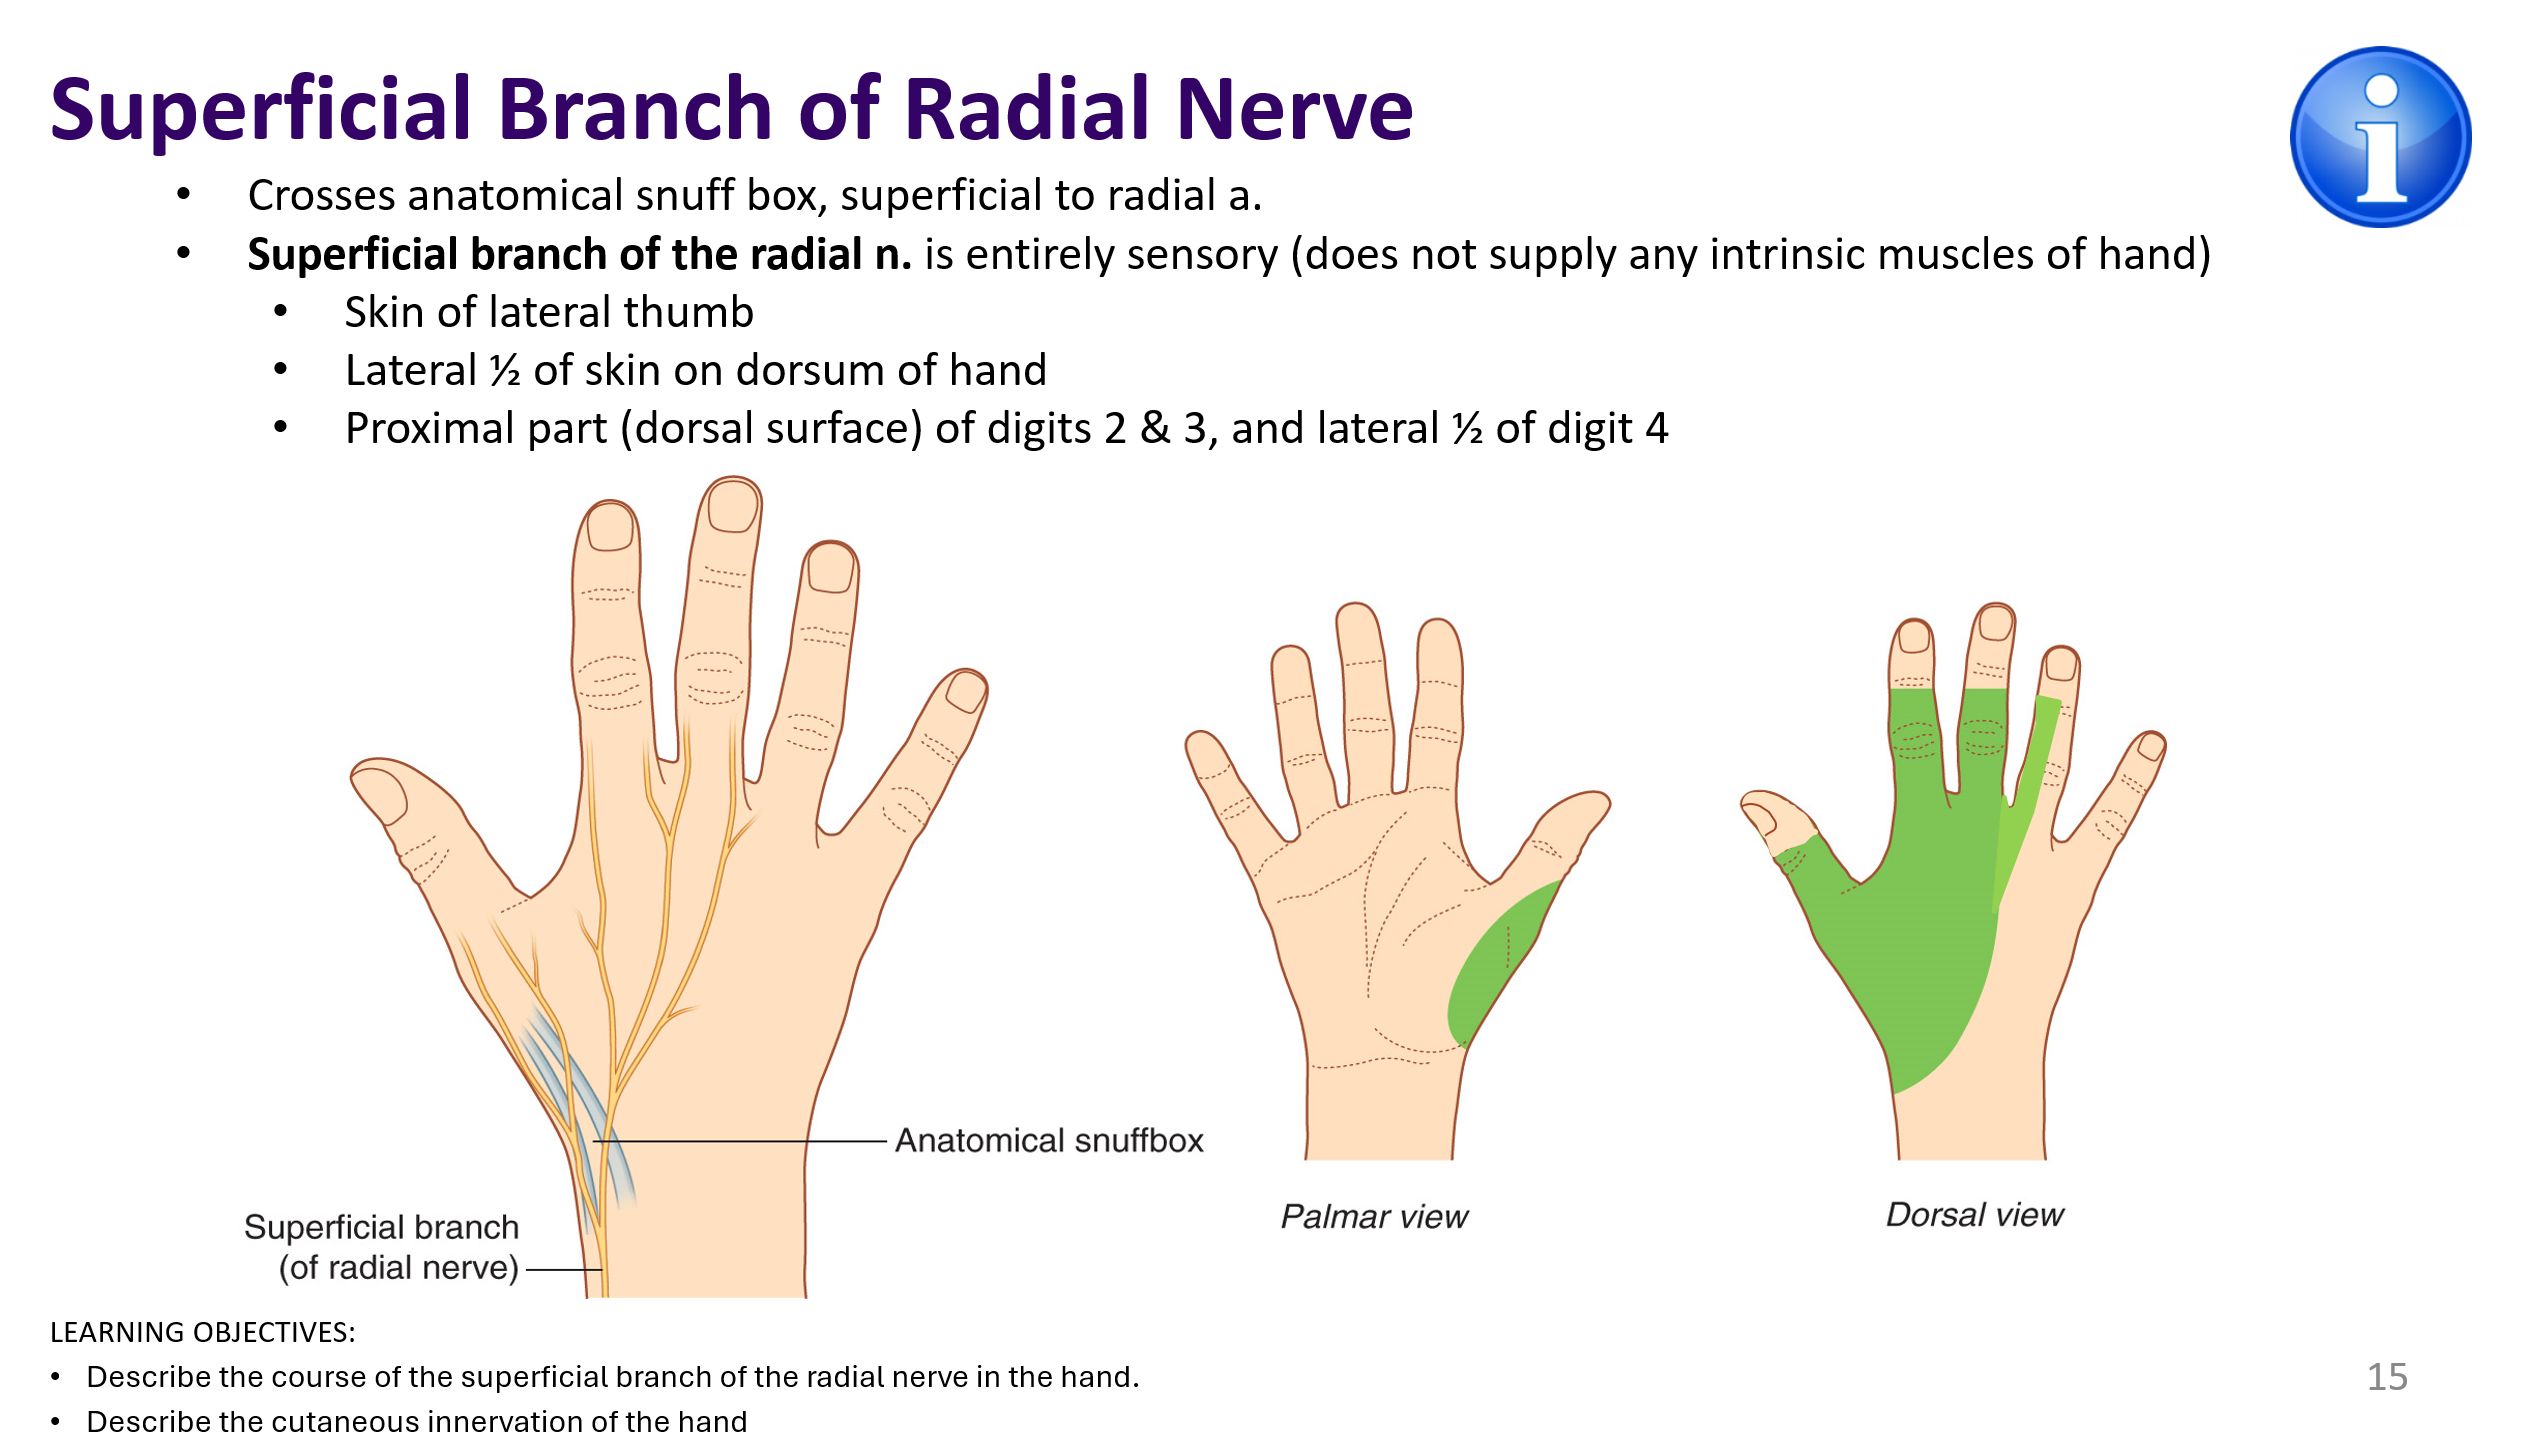 Superficial Branch of Radial Nerve
• Crosses anatomical snuff box, superficial to radial a.
• Superficial branch of the radial n. is entirely sensory (does not supply any intrinsic muscles of hand)
• Skin of lateral thumb
• Lateral ½ of skin on dorsum of hand
• Proximal part (dorsal surface) of digits 2 & 3, and lateral ½ of digit 4
Anatomical snuffbox
Superficial branch
(of radial nerve)
Palmar view
Dorsal view
LEARNING OBJECTIVES:
• Describe the course of the superficial branch of the radial nerve in the hand.
• Describe the cutaneous innervation of the hand
15